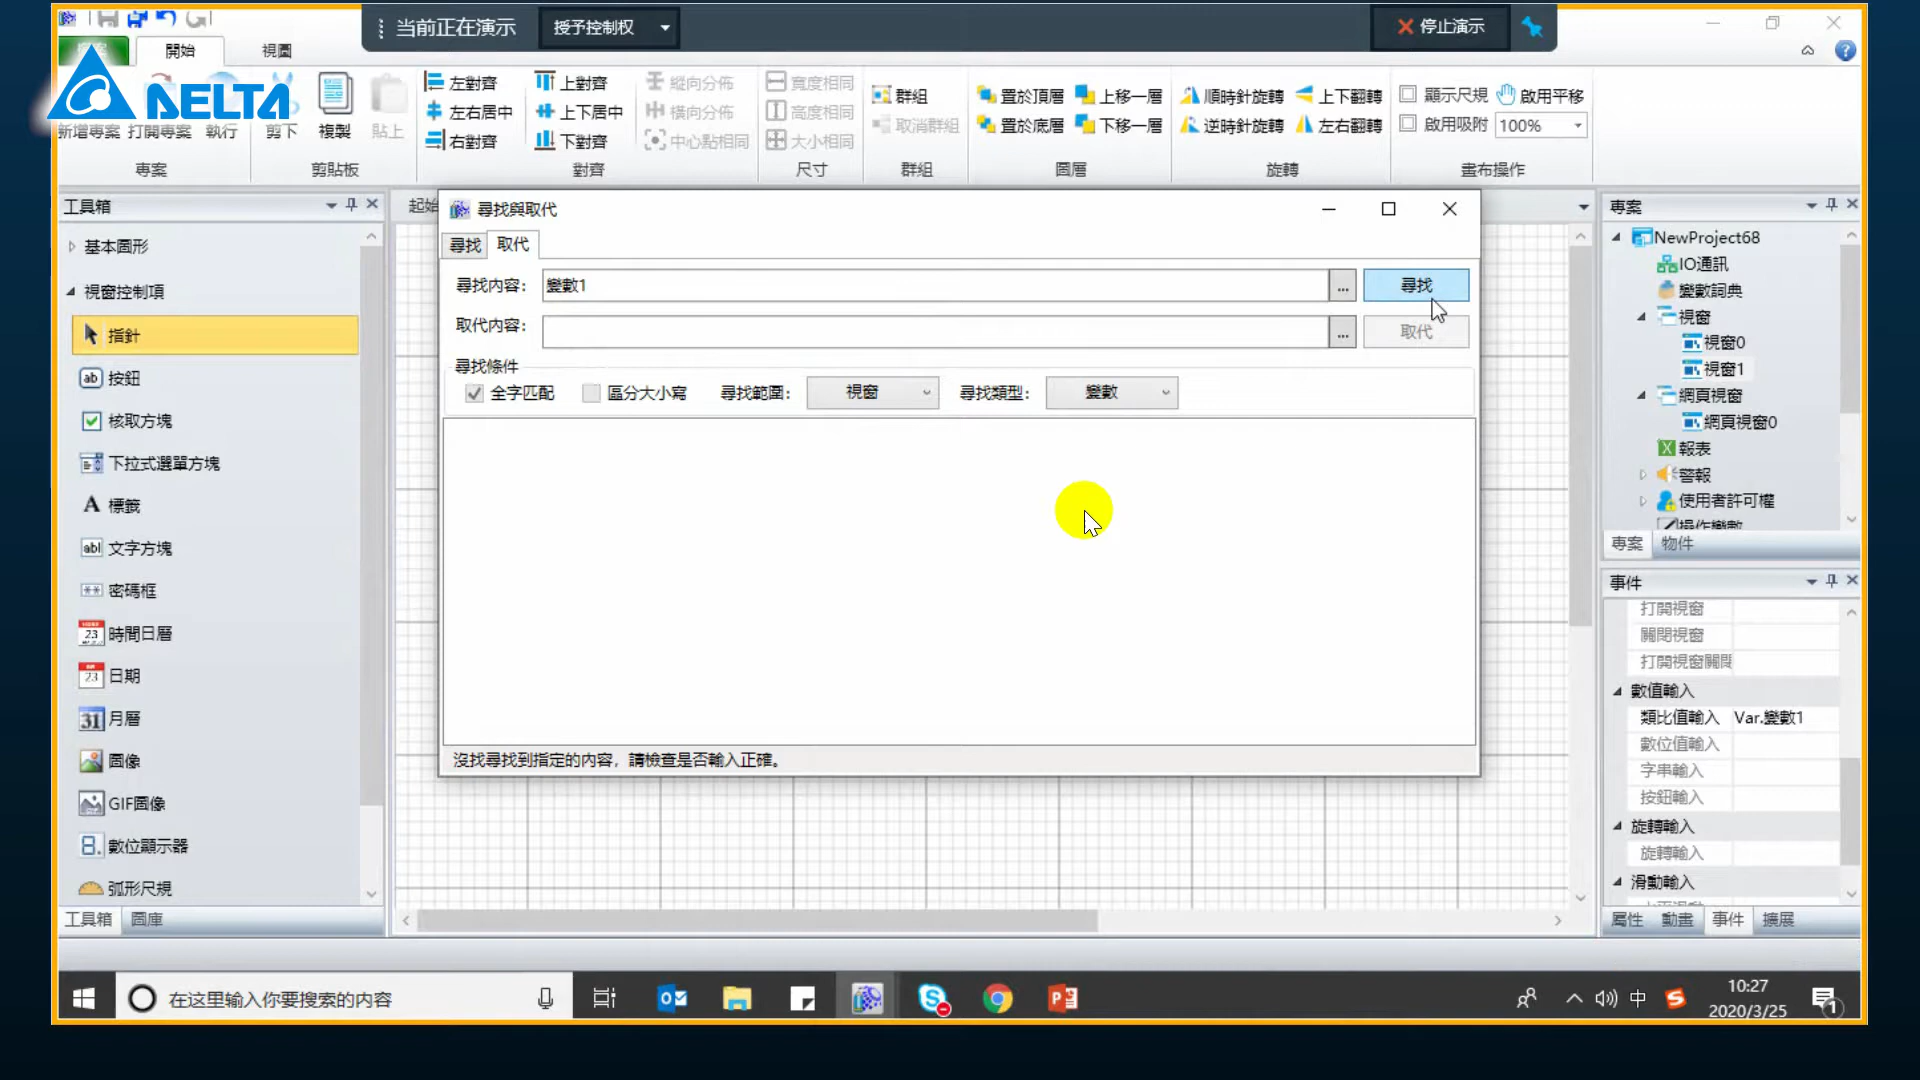 当前正在演示
授予控制权
停止演示
開始
視圖
DELTA
新增專案
打開專案
執行
專案
剪下
複製
貼上
剪貼板
左對齊
左右居中
右對齊
上對齊
上下居中
下對齊
縱向分佈
橫向分佈
中心點相同
對齊
寬度相同
高度相同
大小相同
尺寸
群組
取消群組
群組
置於頂層
置於底層
上移一層
下移一層
圖層
順時針旋轉
逆時針旋轉
上下翻轉
左右翻轉
旋轉
顯示尺規
啟用吸附
啟用平移
100%
畫布操作
工具箱
基本圖形
視窗控制項
指針
按鈕
核取方塊
下拉式選單方塊
標籤
文字方塊
密碼框
時間日曆
日期
月曆
圖像
GIF圖像
數位顯示器
弧形尺規
工具箱
圖庫
起始
尋找與取代
尋找
取代
尋找內容:
變數1
...
尋找
取代內容:
...
取代
尋找條件
全字匹配
區分大小寫
尋找範圍:
視窗
尋找類型:
變數
沒找尋找到指定的內容，請檢查是否輸入正確。
專案
NewProject68
IO通訊
變數詞典
視窗
視窗0
視窗1
網頁視窗
網頁視窗0
報表
警報
使用者許可權
操作變數
專案
物件
事件
打開視窗
關閉視窗
打開視窗關閉
數值輸入
類比值輸入
Var.變數1
數位值輸入
字串輸入
按鈕輸入
旋轉輸入
旋轉輸入
滑動輸入
屬性
動畫
事件
擴展
在这里输入你要搜索的内容
中
10:27
2020/3/25
1